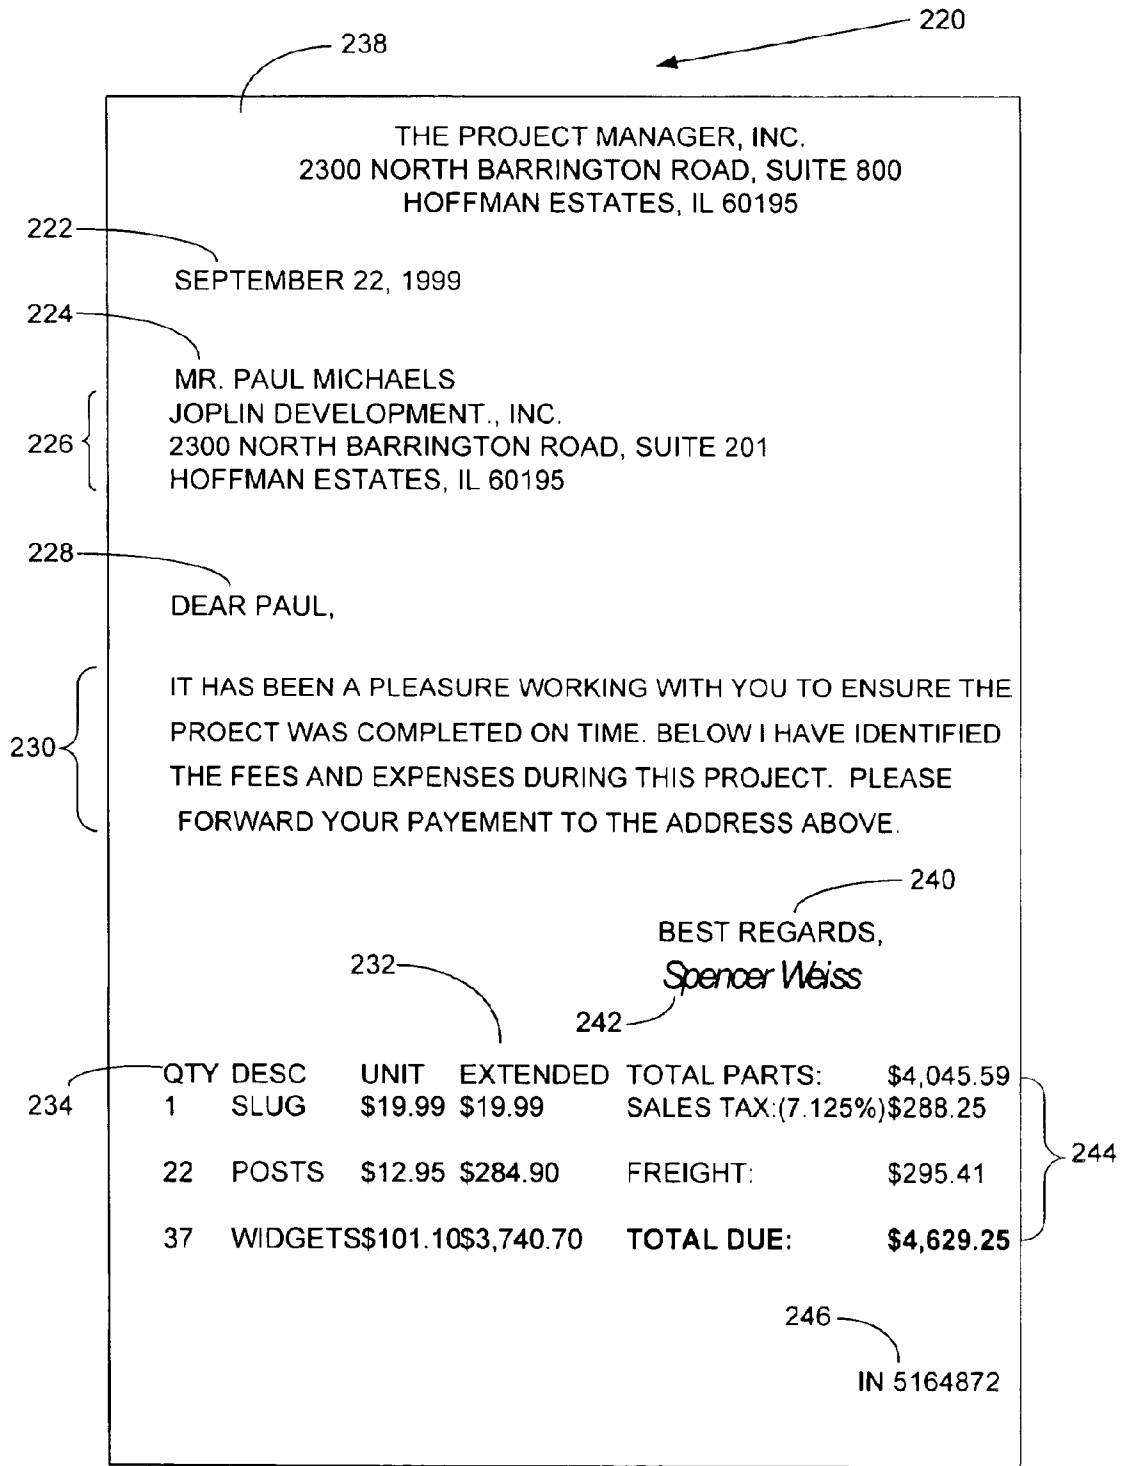 220
238
THE PROJECT MANAGER, INC.
2300 NORTH BARRINGTON ROAD, SUITE 800
HOFFMAN ESTATES, IL 60195
222
SEPTEMBER 22, 1999
224
MR. PAUL MICHAELS
JOPLIN DEVELOPMENT., INC.
226
2300 NORTH BARRINGTON ROAD, SUITE 201
HOFFMAN ESTATES, IL 60195
228
DEAR PAUL,
IT HAS BEEN A PLEASURE WORKING WITH YOU TO ENSURE THE
230
PROECT WAS COMPLETED ON TIME. BELOW I HAVE IDENTIFIED
THE FEES AND EXPENSES DURING THIS PROJECT. PLEASE
FORWARD YOUR PAYEMENT TO THE ADDRESS ABOVE.
240
BEST REGARDS,
232
Spencer Weiss
242
QTY DESC UNIT EXTENDED TOTAL PARTS: $4,045.59
234
1 SLUG $19.99 $19.99 SALES TAX:(7.125%)$288.25
244
22 POSTS $12.95 $284.90 FREIGHT: $295.41
37 WIDGETS$101.10$3,740.70 TOTAL DUE: $4,629.25
246
IN 5164872